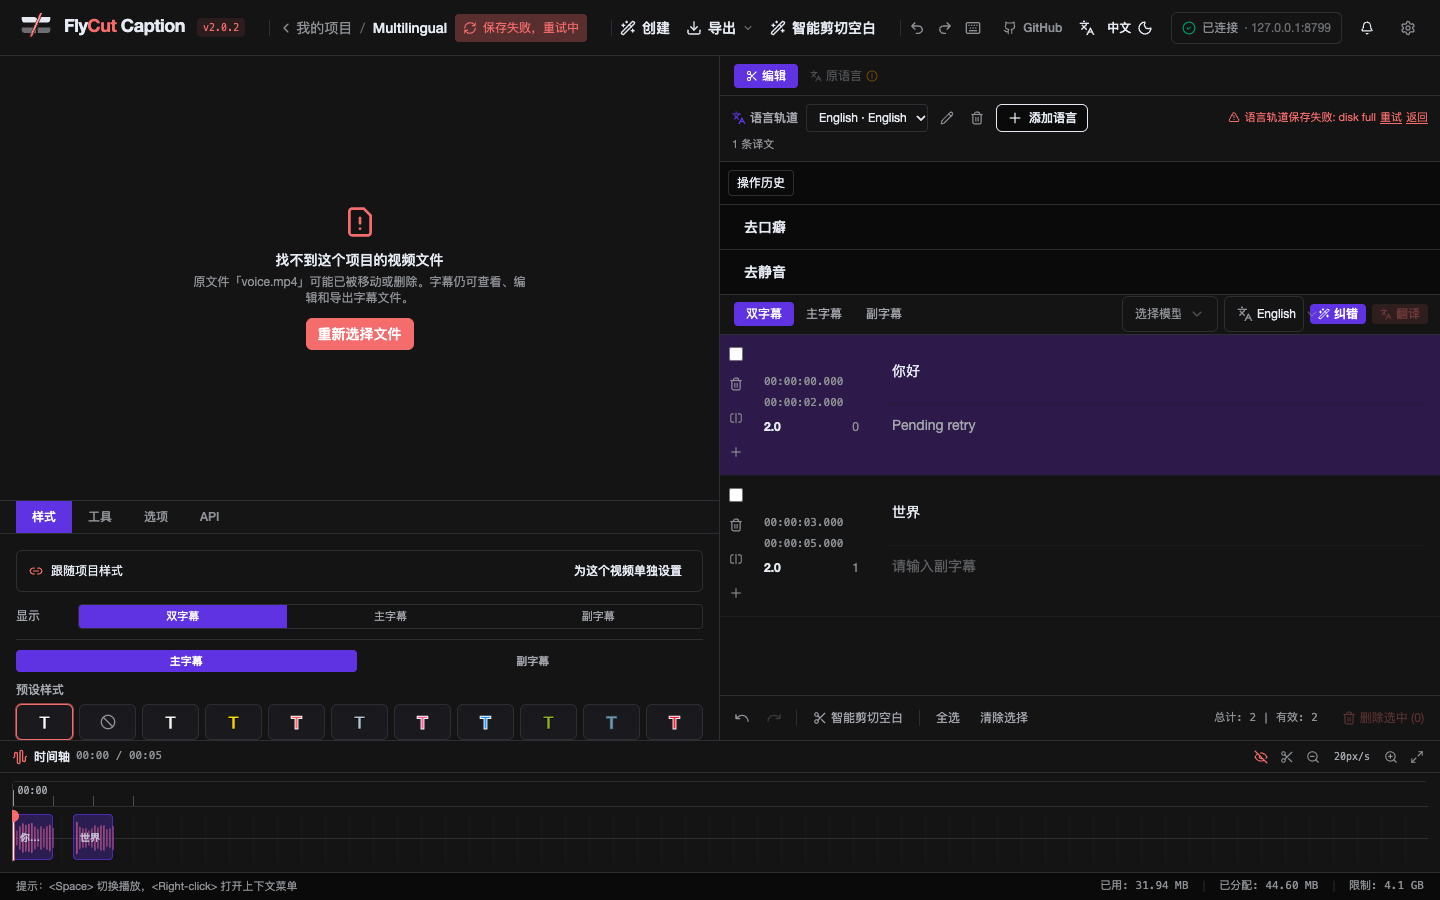 FlyCut Caption v2.0.2
我的项目 / Multilingual
保存失败，重试中
创建
导出
智能剪切空白
GitHub
中文
已连接 · 127.0.0.1:8799
找不到这个项目的视频文件
原文件「voice.mp4」可能已被移动或删除。字幕仍可查看、编
辑和导出字幕文件。
重新选择文件
样式
工具
选项
API
跟随项目样式
为这个视频单独设置
显示
双字幕
主字幕
副字幕
主字幕
副字幕
预设样式
T
T
T
T
T
T
T
T
T
T
编辑
原语言
语言轨道
English · English
添加语言
语言轨道保存失败: disk full 重试 返回
1 条译文
操作历史
去口癖
去静音
双字幕
主字幕
副字幕
选择模型
English
纠错
翻译
00:00:00.000
00:00:02.000
2.0
0
你好
Pending retry
00:00:03.000
00:00:05.000
2.0
1
世界
请输入副字幕
智能剪切空白
全选
清除选择
总计: 2 | 有效: 2
删除选中 (0)
时间轴 00:00 / 00:05
20px/s
00:00
你...
世界
提示: <Space> 切换播放, <Right-click> 打开上下文菜单
已用: 31.94 MB
已分配: 44.60 MB
限制: 4.1 GB